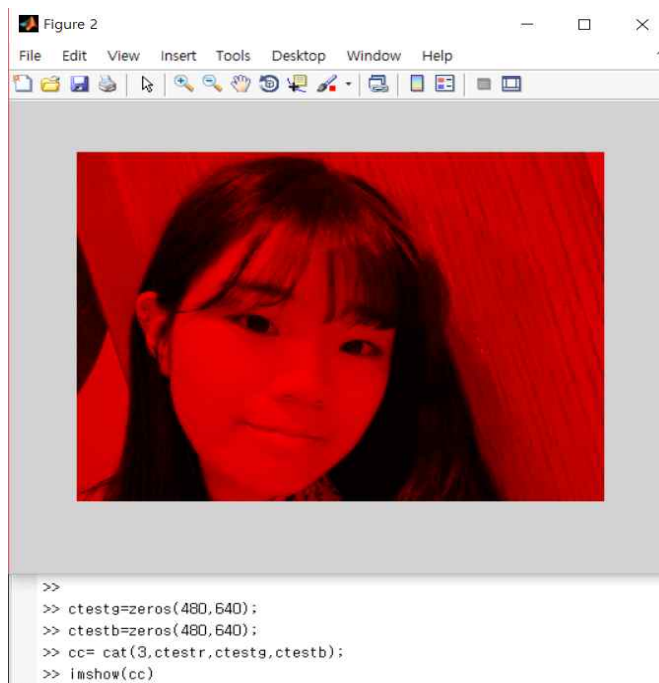 Figure 2
File Edit View Insert Tools Desktop Window Help
>>
>> ctestg=zeros(480,640);
>> ctestb=zeros(480,640);
>> cc= cat(3,ctestr,ctestg,ctestb);
>> imshow(cc)